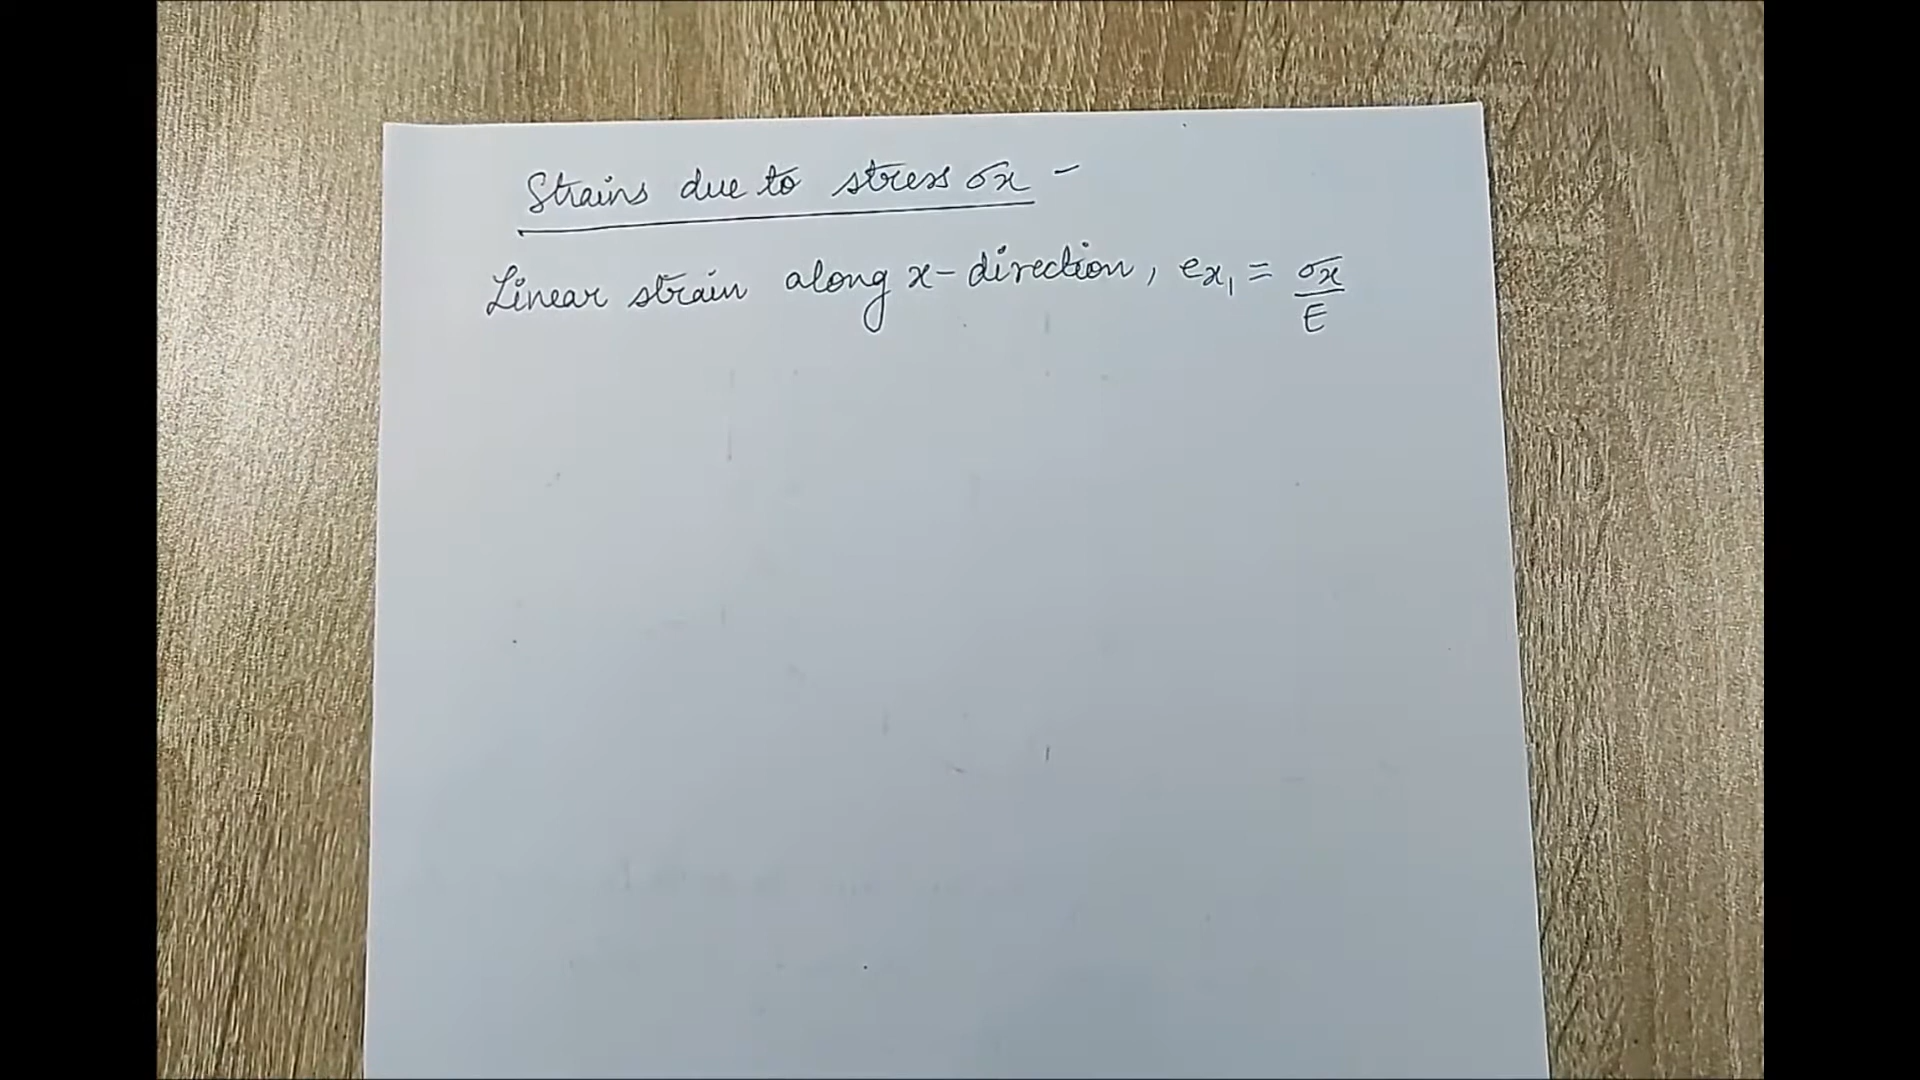 Strains due to stress σx –
Linear strain along x-direction, ex₁ = σx/E